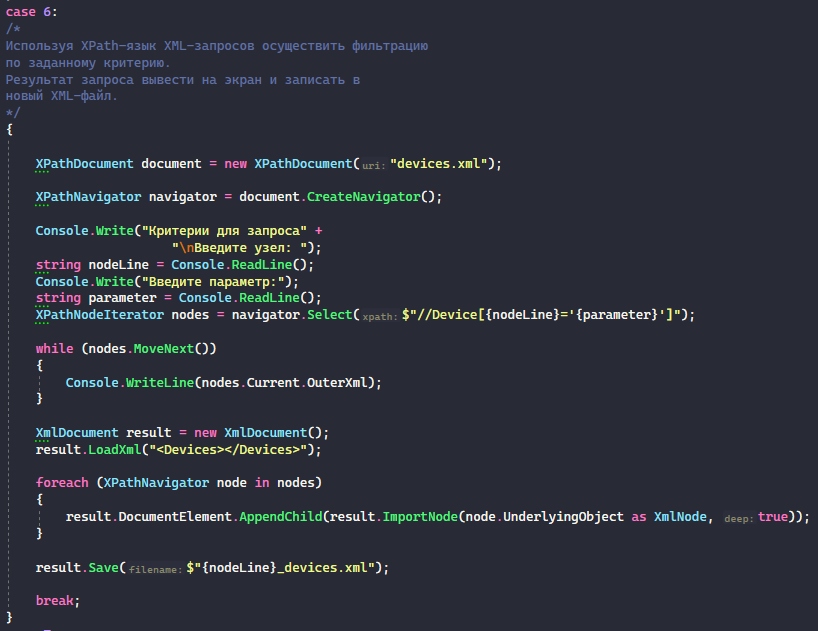 case 6:
/*
Используя XPath-язык XML-запросов осуществить фильтрацию
по заданному критерию.
Результат запроса вывести на экран и записать в
новый XML-файл.
*/
{
XPathDocument document = new XPathDocument(uri: "devices.xml");
XPathNavigator navigator = document.CreateNavigator();
Console.Write("Критерии для запроса" +
"\nВведите узел: ");
string nodeLine = Console.ReadLine();
Console.Write("Введите параметр:");
string parameter = Console.ReadLine();
XPathNodeIterator nodes = navigator.Select(xpath: $"//Device[{nodeLine}='{parameter}']");
while (nodes.MoveNext())
{
Console.WriteLine(nodes.Current.OuterXml);
}
XmlDocument result = new XmlDocument();
result.LoadXml("<Devices></Devices>");
foreach (XPathNavigator node in nodes)
{
result.DocumentElement.AppendChild(result.ImportNode(node.UnderlyingObject as XmlNode, deep: true));
}
result.Save(filename: $"{nodeLine}_devices.xml");
break;
}